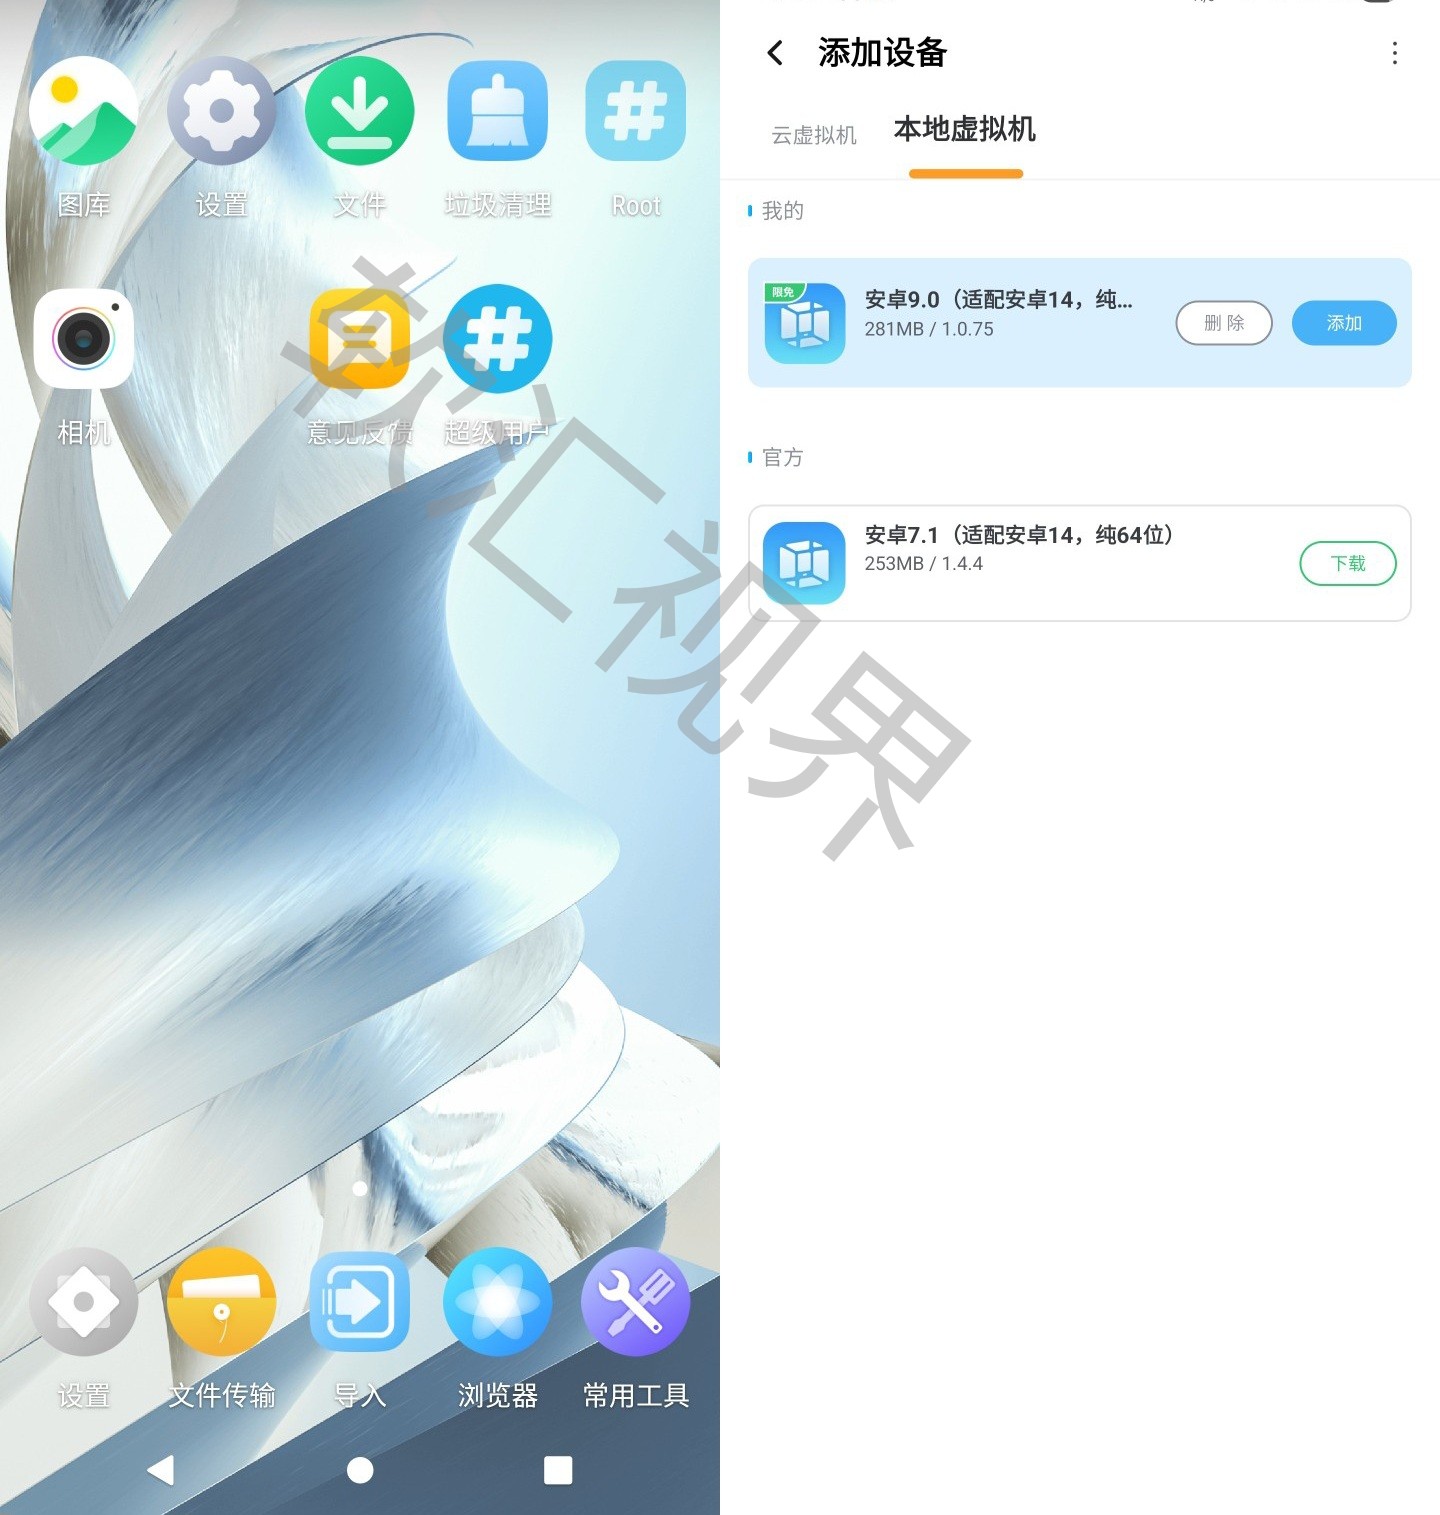 图库
设置
文件
垃圾清理
Root
相机
意见反馈
超级用户
设置
文件传输
导入
浏览器
常用工具
添加设备
云虚拟机
本地虚拟机
我的
限免
安卓9.0（适配安卓14，纯...
281MB / 1.0.75
删 除
添加
官方
安卓7.1（适配安卓14，纯64位）
253MB / 1.4.4
下载
软汇视界